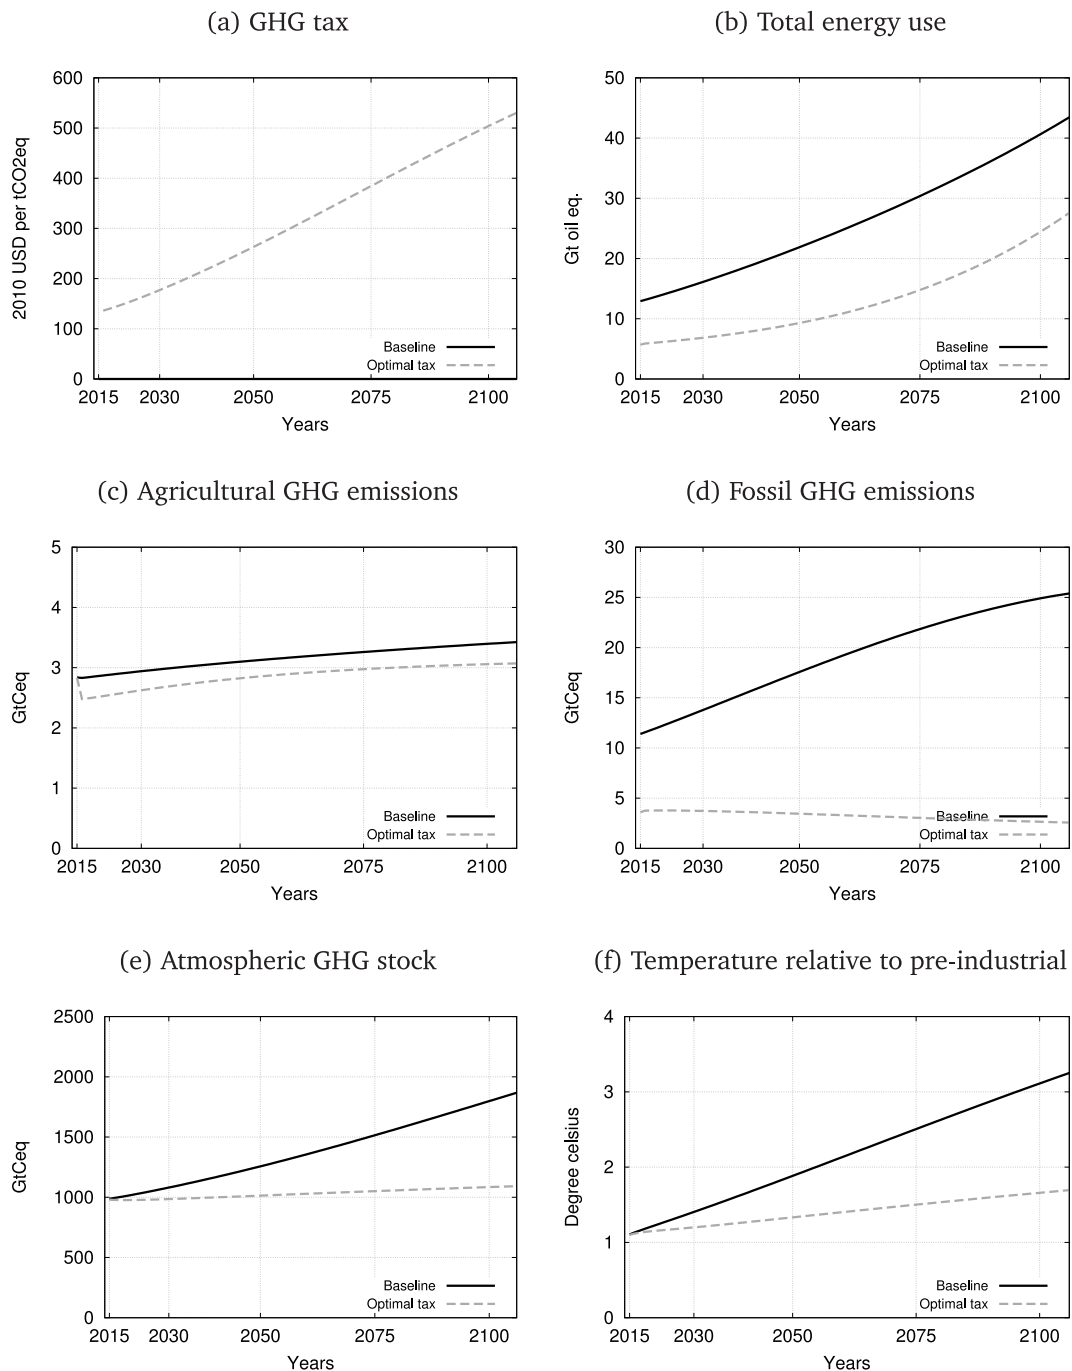 (a) GHG tax
600
500
400
300
200
100
0
2010 USD per tCO2eq
Baseline
Optimal tax
2015 2030 2050 2075 2100
Years
(b) Total energy use
50
40
30
20
10
0
Gt oil eq.
Baseline
Optimal tax
2015 2030 2050 2075 2100
Years
(c) Agricultural GHG emissions
5
4
3
2
1
0
GtCeq
Baseline
Optimal tax
2015 2030 2050 2075 2100
Years
(d) Fossil GHG emissions
30
25
20
15
10
5
0
GtCeq
Baseline
Optimal tax
2015 2030 2050 2075 2100
Years
(e) Atmospheric GHG stock
2500
2000
1500
1000
500
0
GtCeq
Baseline
Optimal tax
2015 2030 2050 2075 2100
Years
(f) Temperature relative to pre-industrial
4
3
2
1
0
Degree celsius
Baseline
Optimal tax
2015 2030 2050 2075 2100
Years